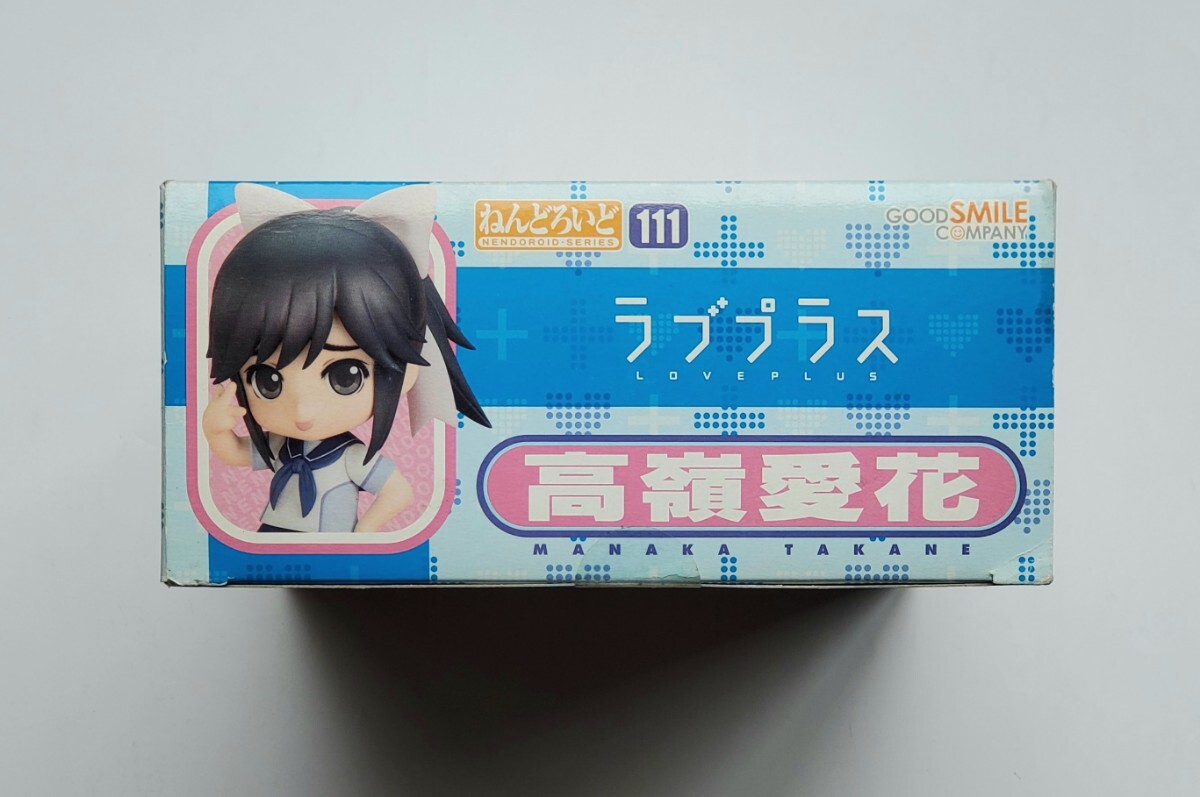 ねんどろいど 111
NENDOROID·SERIES
GOOD SMILE
COMPANY
ラブプラス
LOVEPLUS
高嶺愛花
MANAKA TAKANE